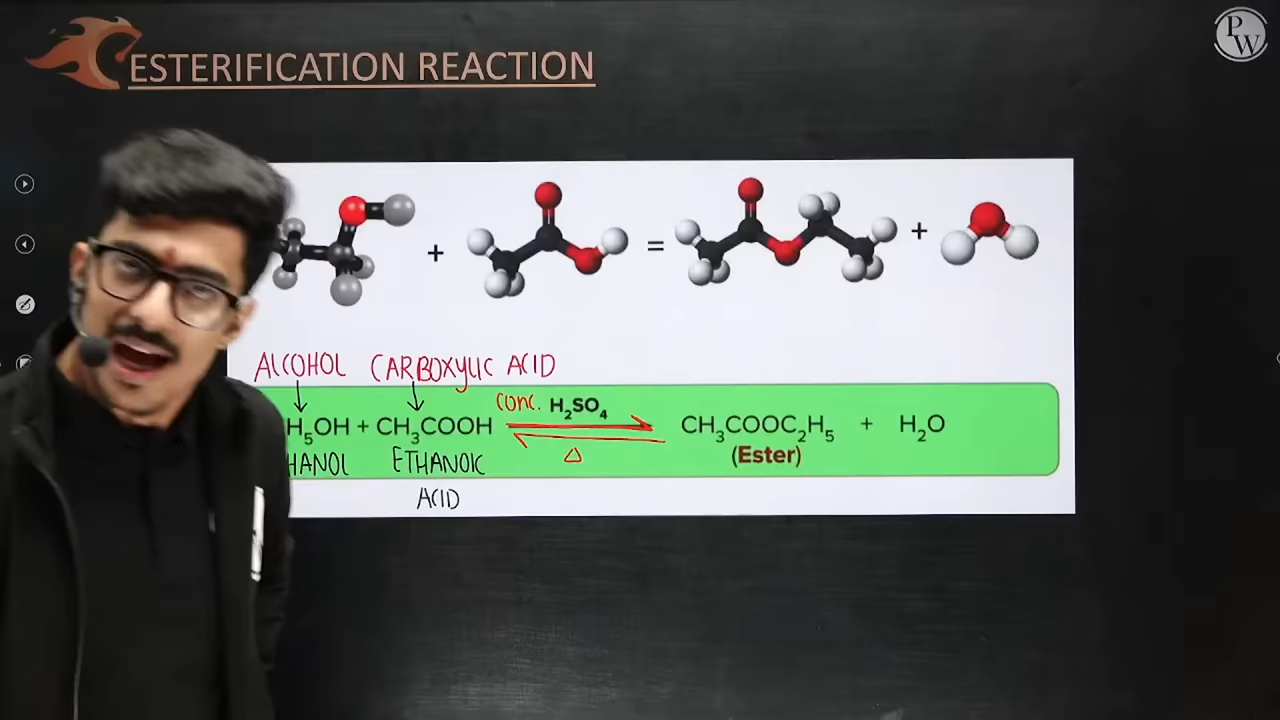 ESTERIFICATION REACTION
PW
+ = +
ALCOHOL CARBOXYLIC ACID
conc. H₂SO₄
H₅OH + CH₃COOH ⇌ CH₃COOC₂H₅ + H₂O
Δ
HANOL ETHANOIC (Ester)
ACID